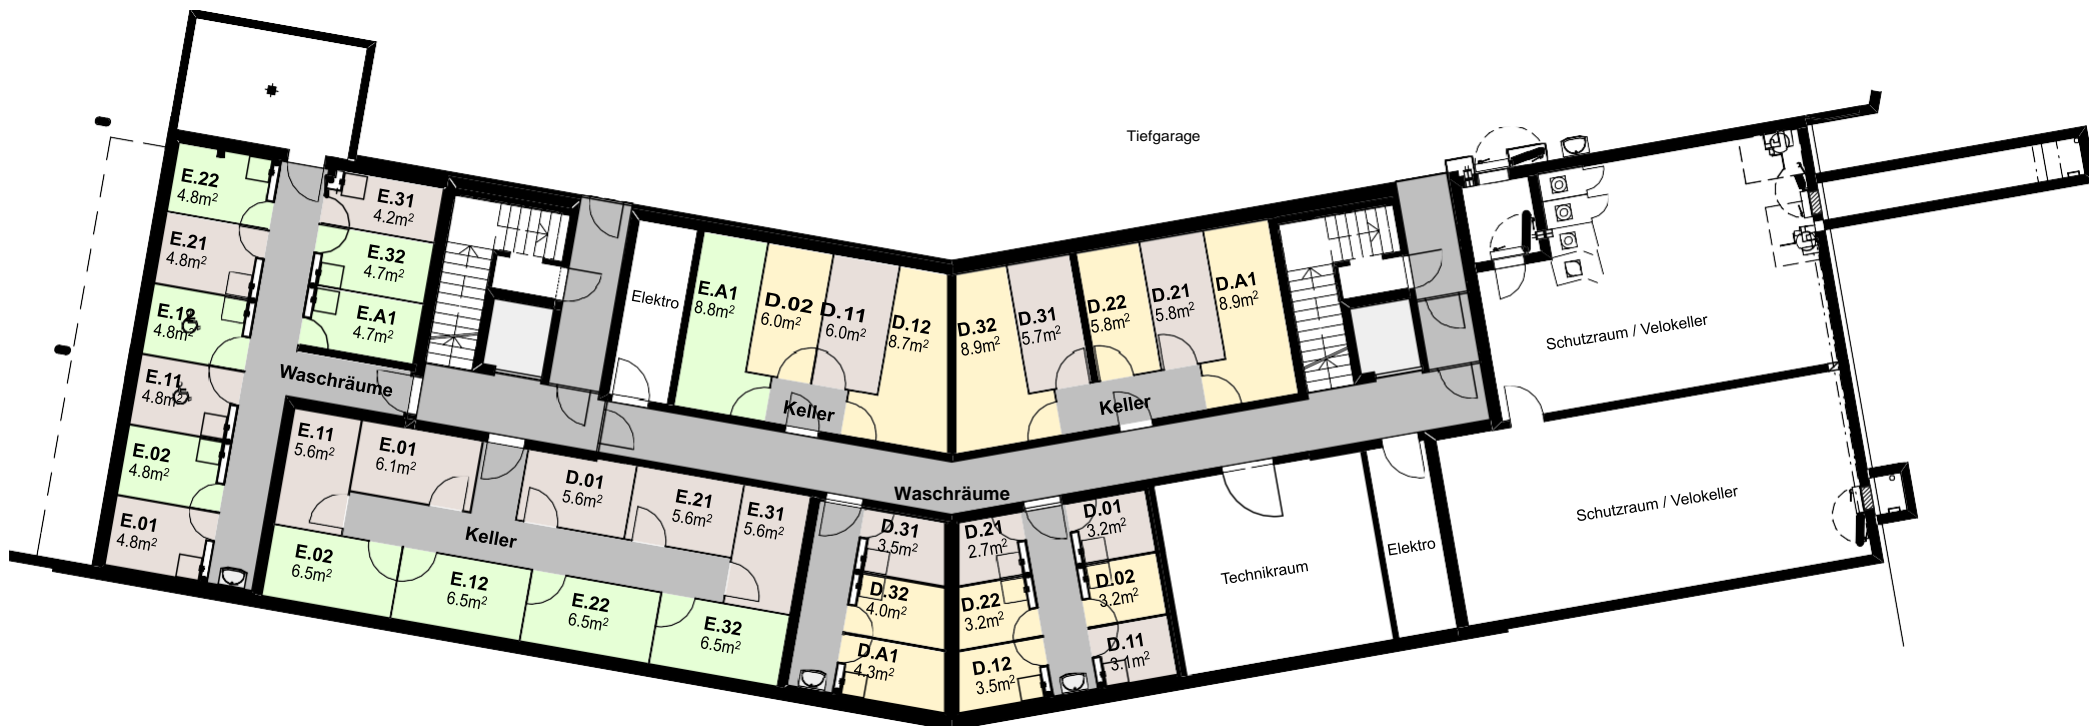 Tiefgarage
E.22
4.8m²
E.21
4.8m²
E.12
4.8m²
E.11
4.8m²
E.02
4.8m²
E.01
4.8m²
E.31
4.2m²
E.32
4.7m²
E.A1
4.7m²
Waschräume
Elektro
E.A1
8.8m²
D.02
6.0m²
D.11
6.0m²
D.12
8.7m²
Keller
D.32
8.9m²
D.31
5.7m²
D.22
5.8m²
D.21
5.8m²
D.A1
8.9m²
Keller
Schutzraum / Velokeller
E.11
5.6m²
E.01
6.1m²
D.01
5.6m²
E.21
5.6m²
E.31
5.6m²
Keller
E.02
6.5m²
E.12
6.5m²
E.22
6.5m²
E.32
6.5m²
Waschräume
D.31
3.5m²
D.32
4.0m²
D.A1
4.3m²
D.21
2.7m²
D.22
3.2m²
D.12
3.5m²
D.01
3.2m²
D.02
3.2m²
D.11
3.1m²
Technikraum
Elektro
Schutzraum / Velokeller